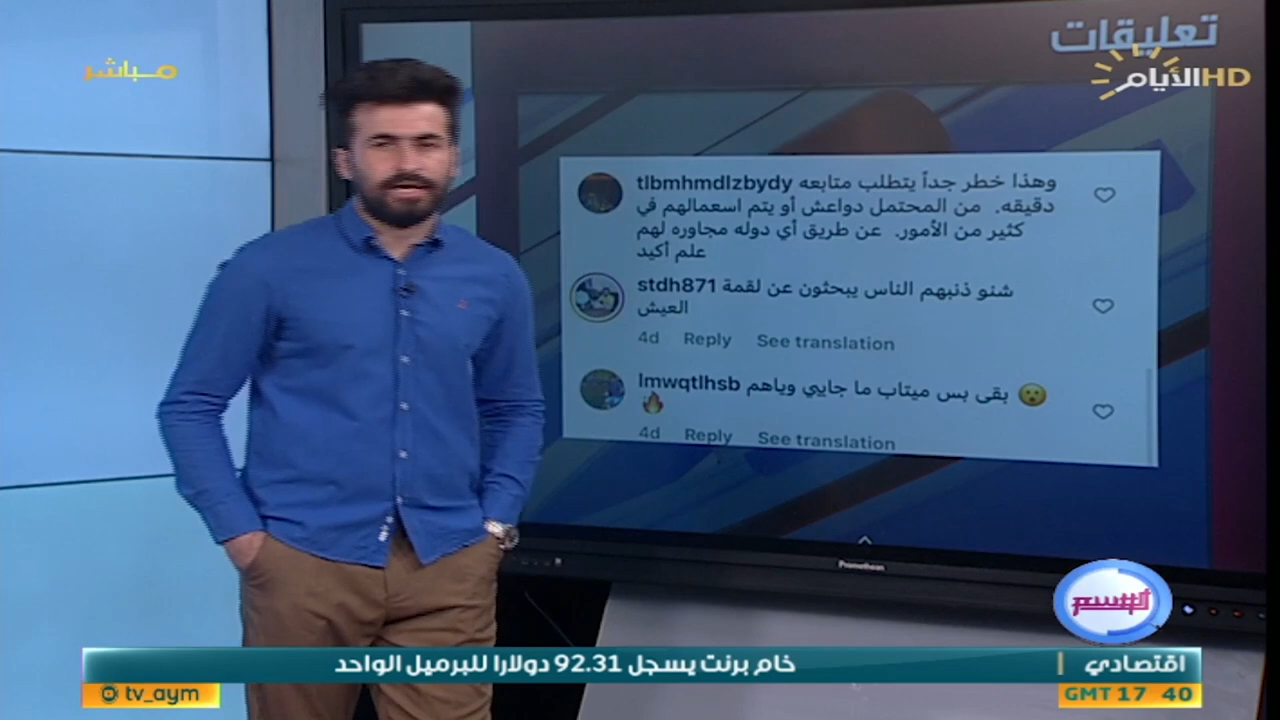 تعليقات
مباشر
الأيام HD
tlbmhmdlzbydy وهذا خطر جداً يتطلب متابعه
دقيقه. من المحتمل دواعش أو يتم اسعمالهم في
كثير من الأمور. عن طريق أي دوله مجاوره لهم
علم أكيد
stdh871 شنو ذنبهم الناس يبحثون عن لقمة
العيش
4d Reply See translation
lmwqtlhsb بقى بس ميتاب ما جايبي وياهم 😮
🔥
4d Reply See translation
Promethean
اقتصادي | خام برنت يسجل 92.31 دولارا للبرميل الواحد
tv_aym
GMT 17 40